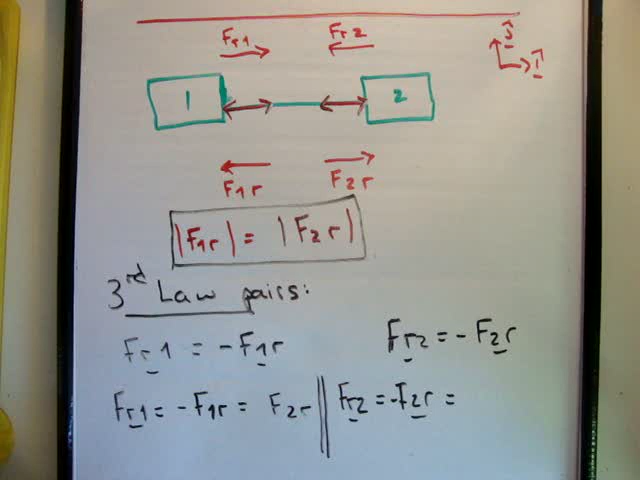 Fr1 Fr2
ĵ
î
1 2
F1r F2r
|F1r| = |F2r|
3rd Law pairs:
Fr1 = -F1r Fr2 = -F2r
Fr1 = -F1r = F2r || Fr2 = -F2r =